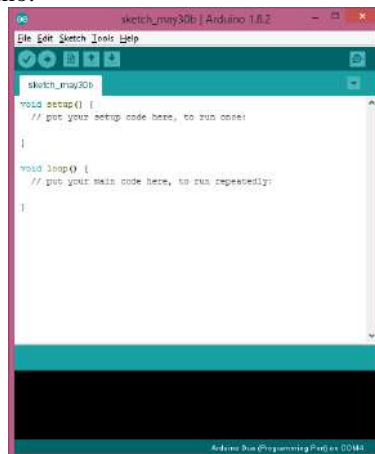 sketch_may30b | Arduino 1.6.2
File Edit Sketch Tools Help
sketch_may30b
void setup() {
// put your setup code here, to run once:
}
void loop() {
// put your main code here, to run repeatedly:
}
Arduino Due (Programming Port) on COM4